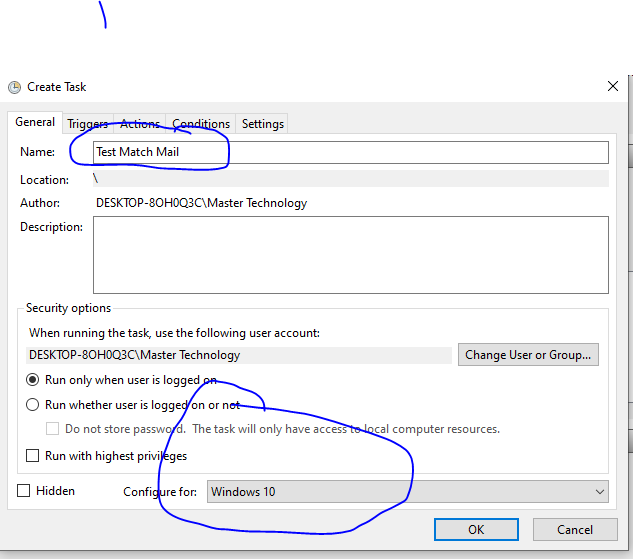 Create Task
General Triggers Actions Conditions Settings
Name: Test Match Mail
Location: \
Author: DESKTOP-8OH0Q3C\Master Technology
Description:
Security options
When running the task, use the following user account:
DESKTOP-8OH0Q3C\Master Technology Change User or Group...
Run only when user is logged on
Run whether user is logged on or not
Do not store password. The task will only have access to local computer resources.
Run with highest privileges
Hidden Configure for: Windows 10
OK Cancel